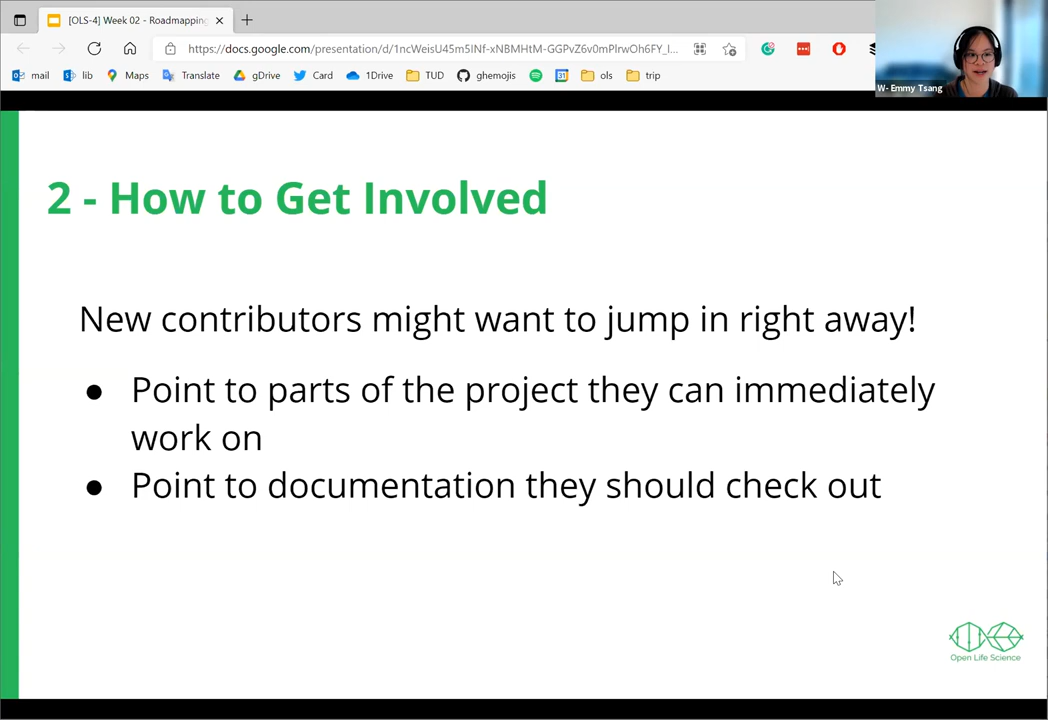 [OLS-4] Week 02 - Roadmapping
https://docs.google.com/presentation/d/1ncWeisU45m5INf-xNBMHtM-GGPvZ6v0mPlrwOh6FY_l...
mail lib Maps Translate gDrive Card 1Drive TUD ghemojis 31 ols trip
W- Emmy Tsang
2 - How to Get Involved
New contributors might want to jump in right away!
● Point to parts of the project they can immediately
work on
● Point to documentation they should check out
Open Life Science